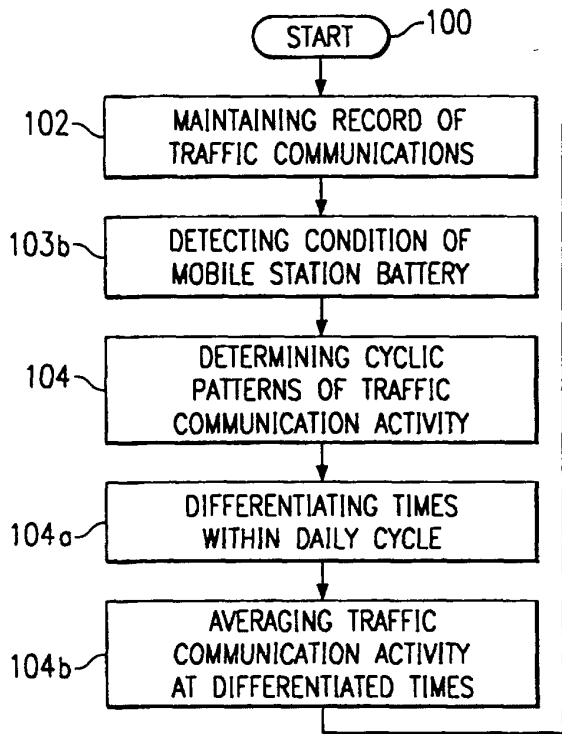 START
100
102
MAINTAINING RECORD OF
TRAFFIC COMMUNICATIONS
103b
DETECTING CONDITION OF
MOBILE STATION BATTERY
104
DETERMINING CYCLIC
PATTERNS OF TRAFFIC
COMMUNICATION ACTIVITY
104a
DIFFERENTIATING TIMES
WITHIN DAILY CYCLE
104b
AVERAGING TRAFFIC
COMMUNICATION ACTIVITY
AT DIFFERENTIATED TIMES